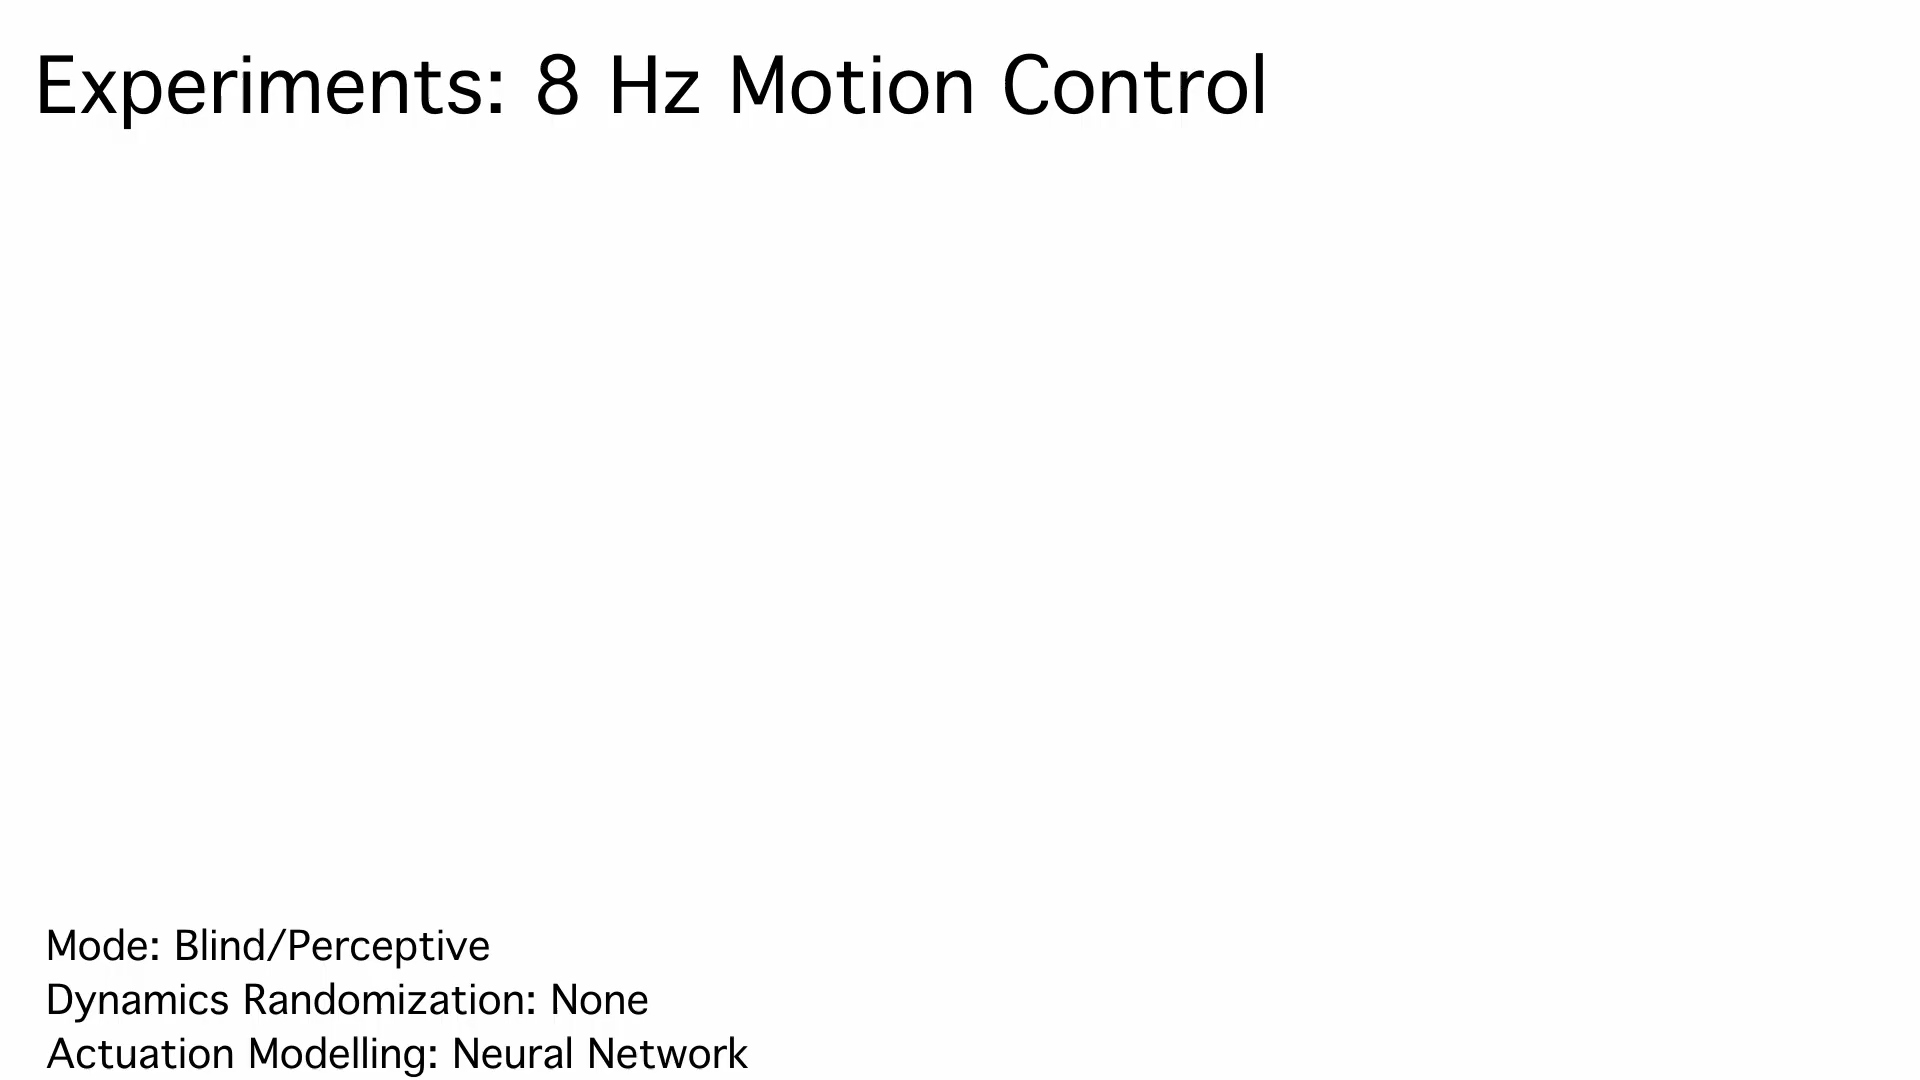 Experiments: 8 Hz Motion Control
Mode: Blind/Perceptive
Dynamics Randomization: None
Actuation Modelling: Neural Network